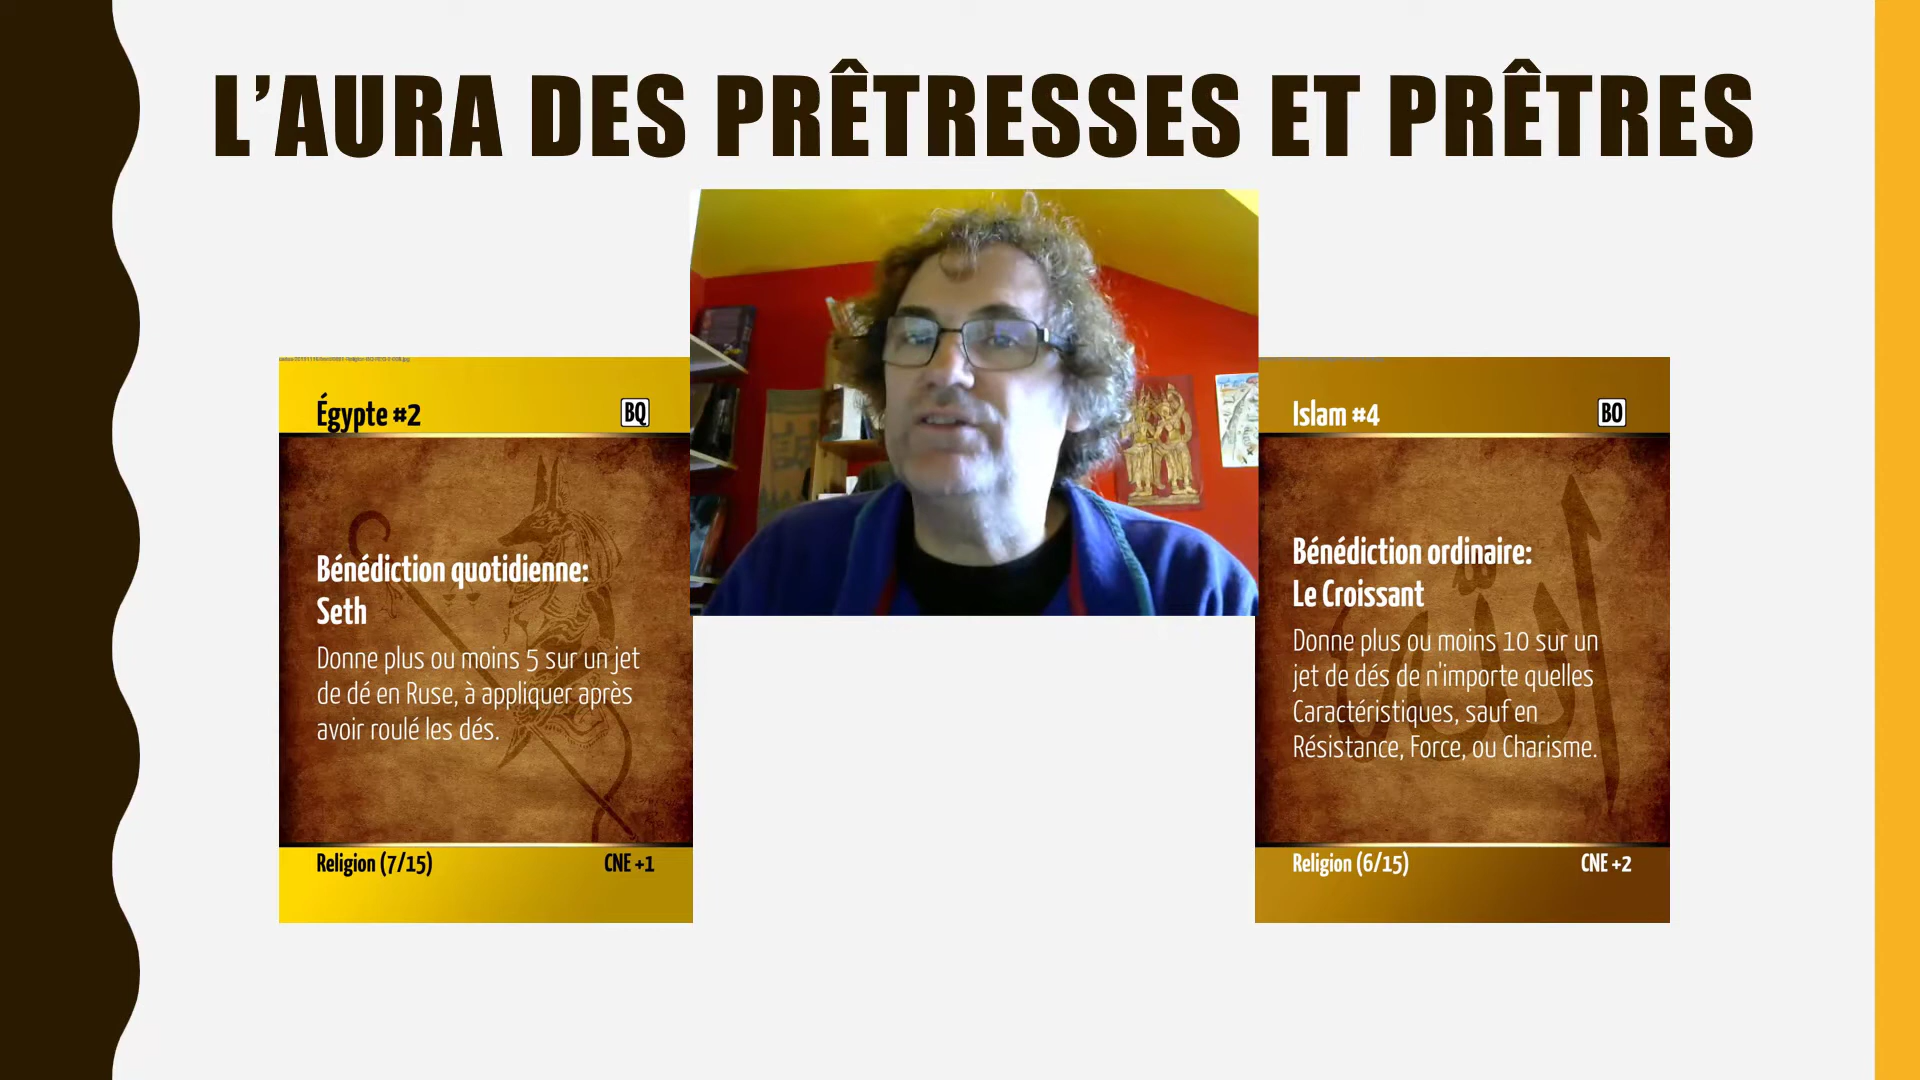 L'AURA DES PRÊTRESSES ET PRÊTRES
Égypte #2
BQ
Bénédiction quotidienne:
Seth
Donne plus ou moins 5 sur un jet
de dé en Ruse, à appliquer après
avoir roulé les dés.
Religion (7/15)
CNE +1
Islam #4
BO
Bénédiction ordinaire:
Le Croissant
Donne plus ou moins 10 sur un
jet de dés de n'importe quelles
Caractéristiques, sauf en
Résistance, Force, ou Charisme.
Religion (6/15)
CNE +2